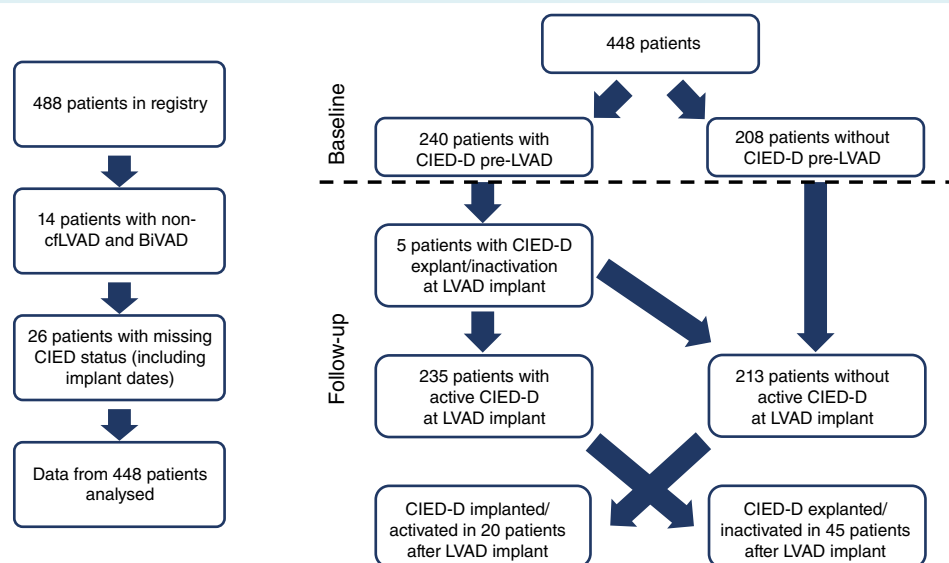 488 patients in registry
14 patients with non-
cfLVAD and BiVAD
26 patients with missing
CIED status (including
implant dates)
Data from 448 patients
analysed
Baseline
Follow-up
448 patients
240 patients with
CIED-D pre-LVAD
208 patients without
CIED-D pre-LVAD
5 patients with CIED-D
explant/inactivation
at LVAD implant
235 patients with
active CIED-D
at LVAD implant
213 patients without
active CIED-D
at LVAD implant
CIED-D implanted/
activated in 20 patients
after LVAD implant
CIED-D explanted/
inactivated in 45 patients
after LVAD implant